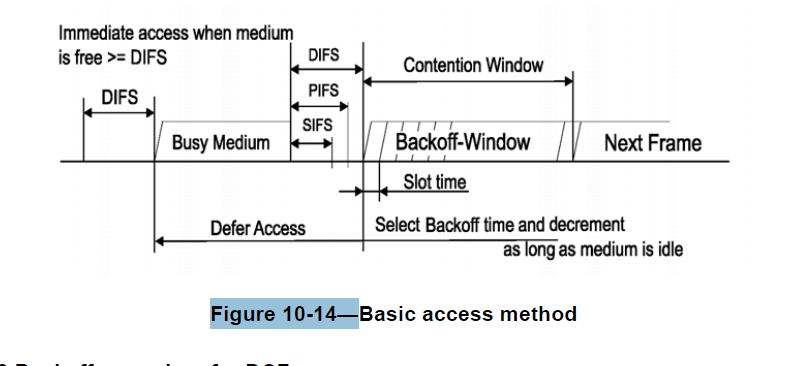 Immediate access when medium
is free >= DIFS
DIFS
DIFS
Contention Window
PIFS
SIFS
Busy Medium
Backoff-Window
Next Frame
Slot time
Defer Access
Select Backoff time and decrement
as long as medium is idle
Figure 10-14—Basic access method